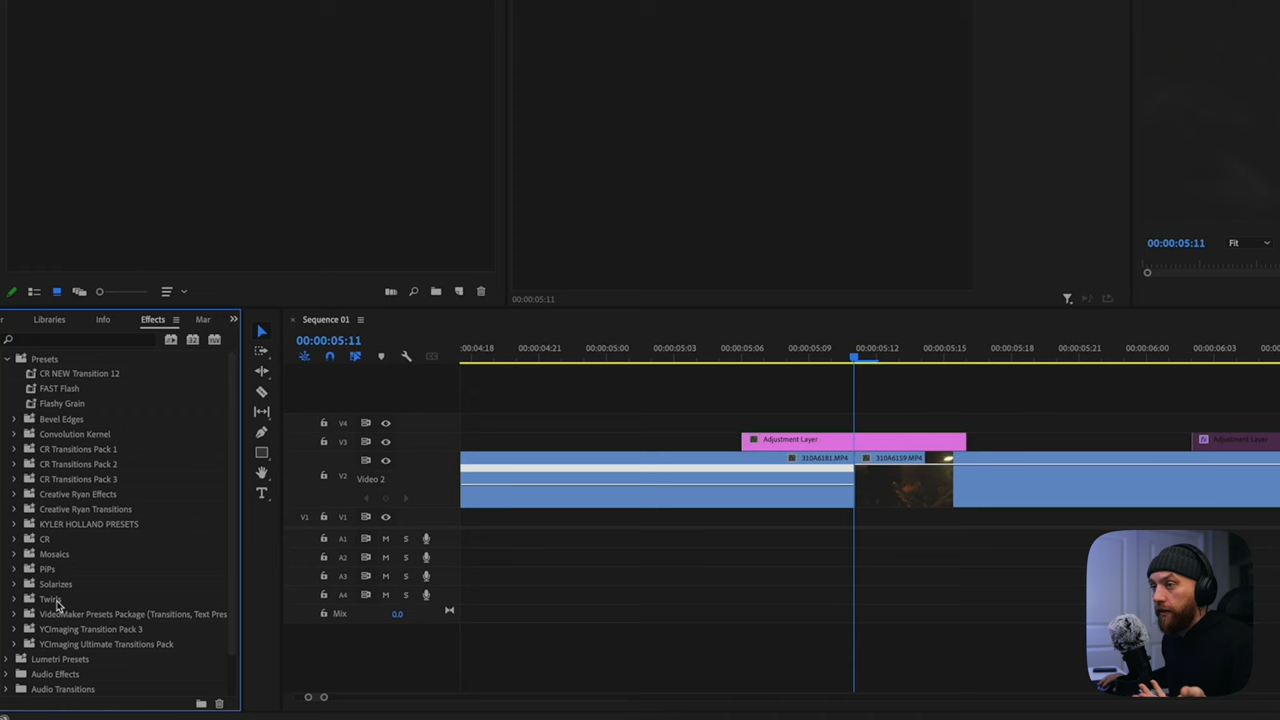 00:00:05:11
Fit
00:00:05:11
Libraries
Info
Effects
Mar
Sequence 01
00:00:05:11
:00:04:18
00:00:04:21
00:00:05:00
00:00:05:03
00:00:05:06
00:00:05:09
00:00:05:12
00:00:05:15
00:00:05:18
00:00:05:21
00:00:06:00
00:00:06:03
00:00
Presets
CR NEW Transition 12
FAST Flash
Flashy Grain
Bevel Edges
Convolution Kernel
CR Transitions Pack 1
CR Transitions Pack 2
CR Transitions Pack 3
Creative Ryan Effects
Creative Ryan Transitions
KYLER HOLLAND PRESETS
CR
Mosaics
PiPs
Solarizes
Twirls
VideoMaker Presets Package (Transitions, Text Pres
YCImaging Transition Pack 3
YCImaging Ultimate Transitions Pack
Lumetri Presets
Audio Effects
Audio Transitions
V4
V3
Adjustment Layer
fx Adjustment Layer
310A6181.MP4
310A6159.MP4
V2
Video 2
V1
V1
A1
M
S
A2
M
S
A3
M
S
A4
M
S
Mix
0.0